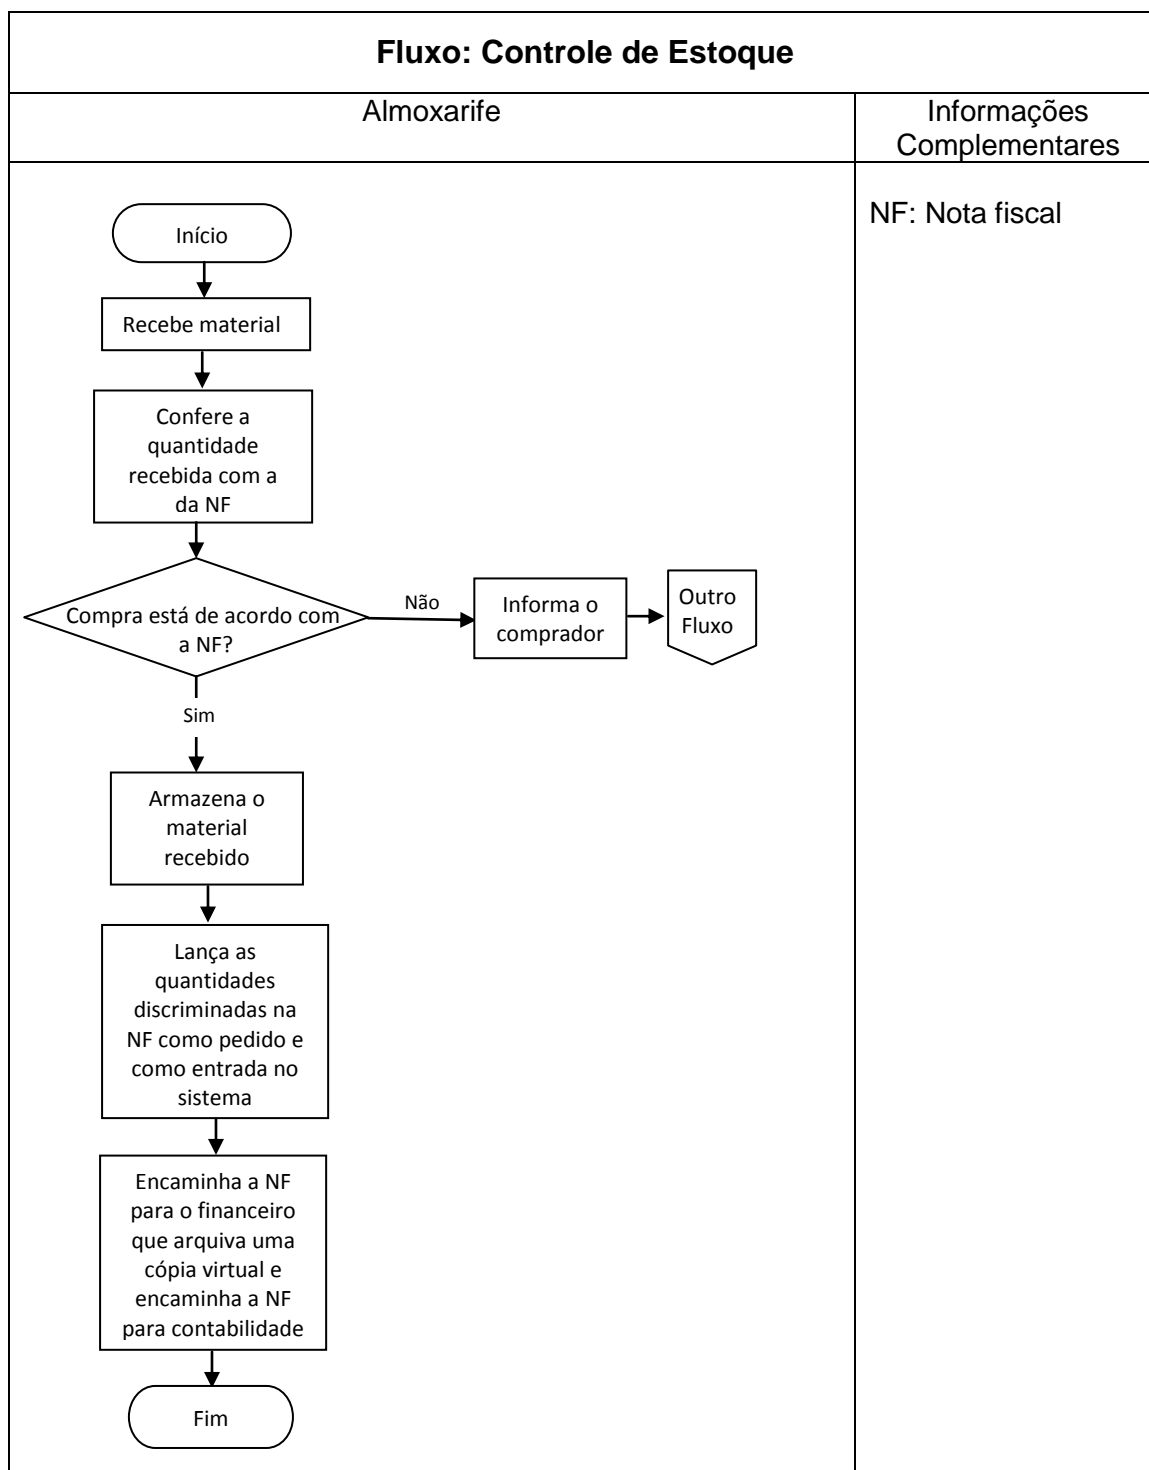 Fluxo: Controle de Estoque
Almoxarife
Informações
Complementares
NF: Nota fiscal
Início
Recebe material
Confere a
quantidade
recebida com a
da NF
Compra está de acordo com
a NF?
Não
Informa o
comprador
Outro
Fluxo
Sim
Armazena o
material
recebido
Lança as
quantidades
discriminadas na
NF como pedido e
como entrada no
sistema
Encaminha a NF
para o financeiro
que arquiva uma
cópia virtual e
encaminha a NF
para contabilidade
Fim